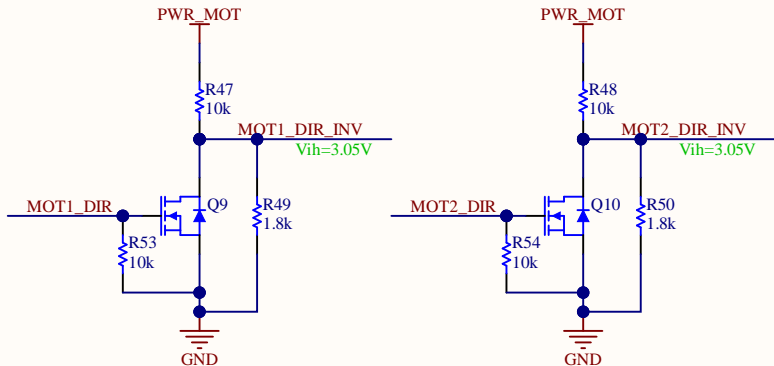 PWR_MOT
R47
10k
MOT1_DIR_INV
Vih=3.05V
MOT1_DIR
Q9
R49
1.8k
R53
10k
GND
PWR_MOT
R48
10k
MOT2_DIR_INV
Vih=3.05V
MOT2_DIR
Q10
R50
1.8k
R54
10k
GND